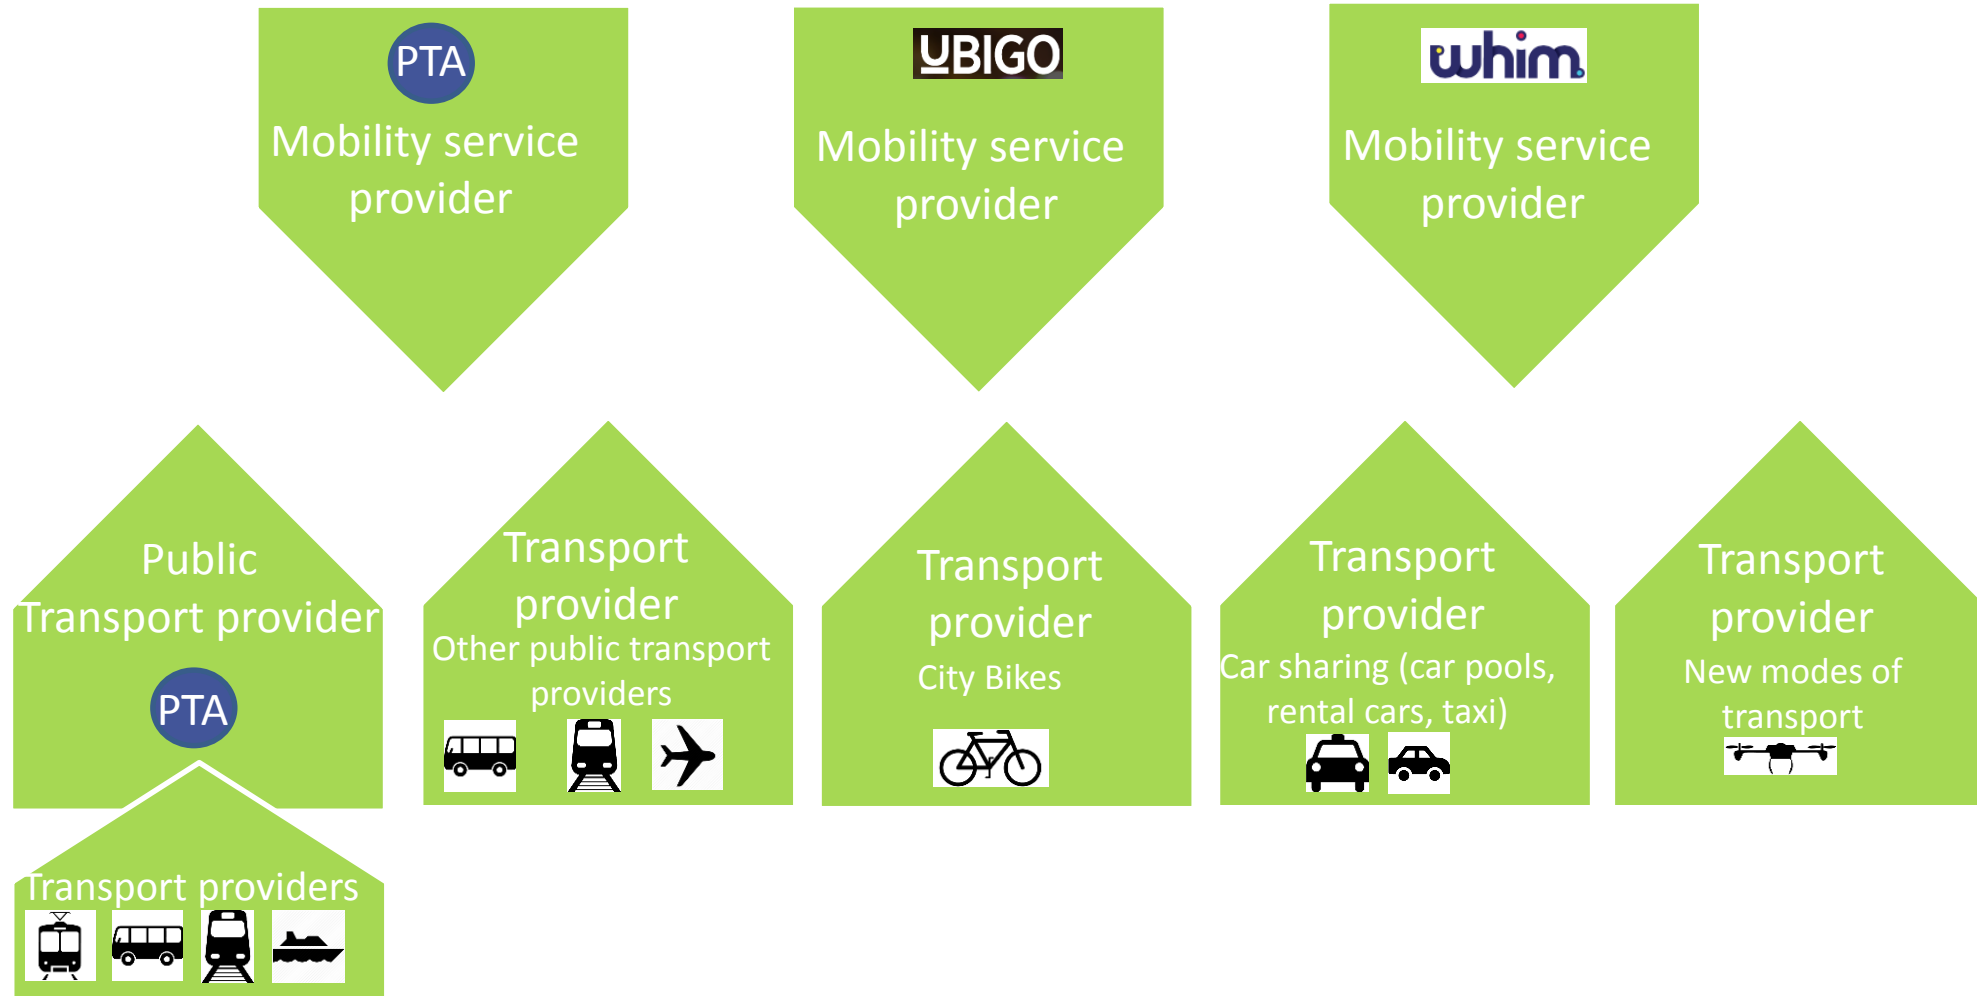 PTA
Mobility service
provider
UBIGO
Mobility service
provider
whim
Mobility service
provider
Public
Transport provider
PTA
Transport providers
Transport
provider
Other public transport
providers
Transport
provider
City Bikes
Transport
provider
Car sharing (car pools,
rental cars, taxi)
Transport
provider
New modes of
transport